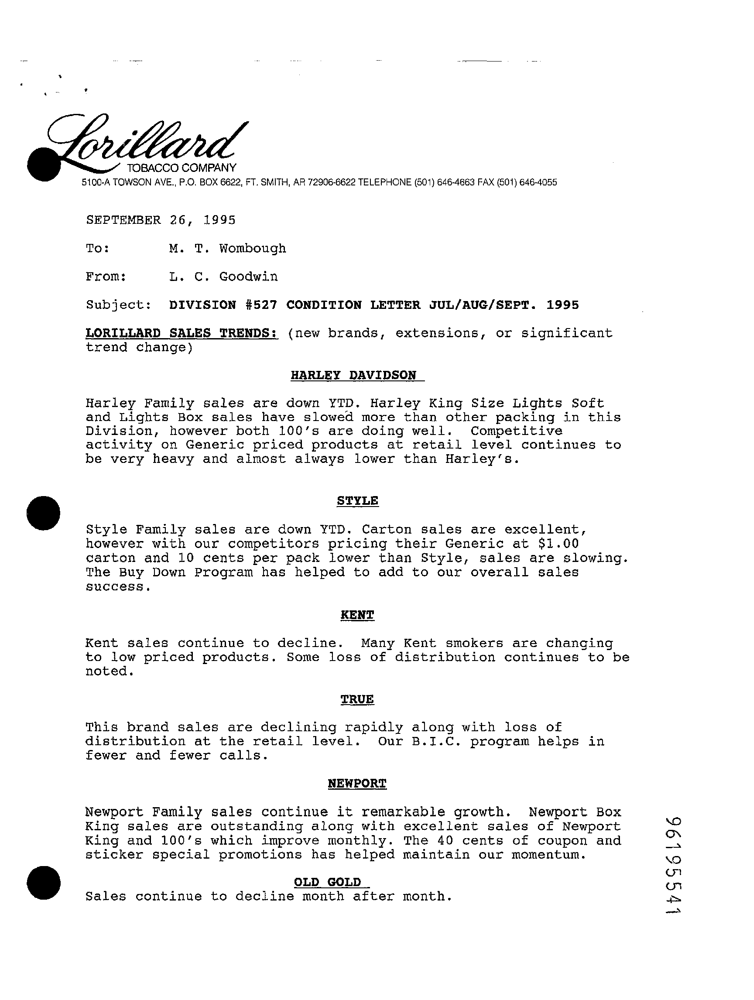 Lorillard
TOBACCO COMPANY
5100-A TOWSON AVE., P.O. BOX 6622, FT. SMITH, AR 72906-6622 TELEPHONE (501) 646-4663 FAX (501) 646-4055
SEPTEMBER 26, 1995
To: M. T. Wombough
From: L. C. Goodwin
Subject: DIVISION #527 CONDITION LETTER JUL/AUG/SEPT. 1995
LORILLARD SALES TRENDS: (new brands, extensions, or significant
trend change)
HARLEY DAVIDSON
Harley Family sales are down YTD. Harley King Size Lights Soft
and Lights Box sales have slowed more than other packing in this
Division, however both 100's are doing well. Competitive
activity on Generic priced products at retail level continues to
be very heavy and almost always lower than Harley's.
STYLE
Style Family sales are down YTD. Carton sales are excellent,
however with our competitors pricing their Generic at $1.00
carton and 10 cents per pack lower than Style, sales are slowing.
The Buy Down Program has helped to add to our overall sales
success.
KENT
Kent sales continue to decline. Many Kent smokers are changing
to low priced products. Some loss of distribution continues to be
noted.
TRUE
This brand sales are declining rapidly along with loss of
distribution at the retail level. Our B.I.C. program helps in
fewer and fewer calls.
NEWPORT
Newport Family sales continue it remarkable growth. Newport Box
King sales are outstanding along with excellent sales of Newport
King and 100's which improve monthly. The 40 cents of coupon and
sticker special promotions has helped maintain our momentum.
OLD GOLD
Sales continue to decline month after month.
96195541